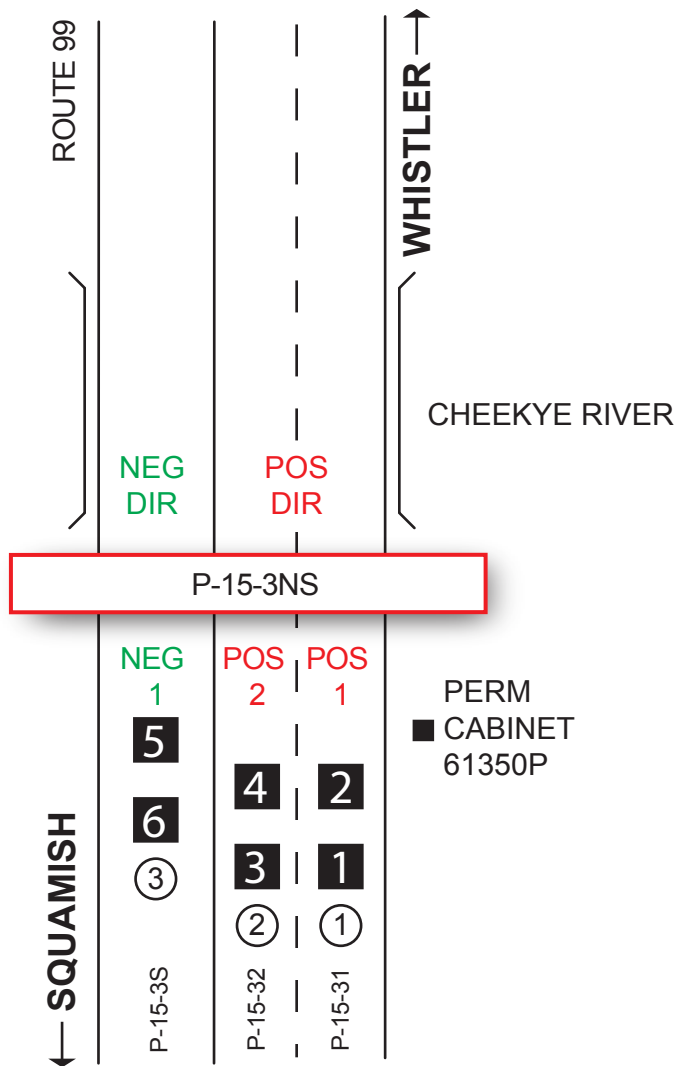 ROUTE 99
WHISTLER
CHEEKYE RIVER
NEG
DIR
POS
DIR
P-15-3NS
NEG
1
POS
2
POS
1
PERM
CABINET
61350P
5
6
3
4
3
2
2
1
1
SQUAMISH
P-15-3S
P-15-32
P-15-31